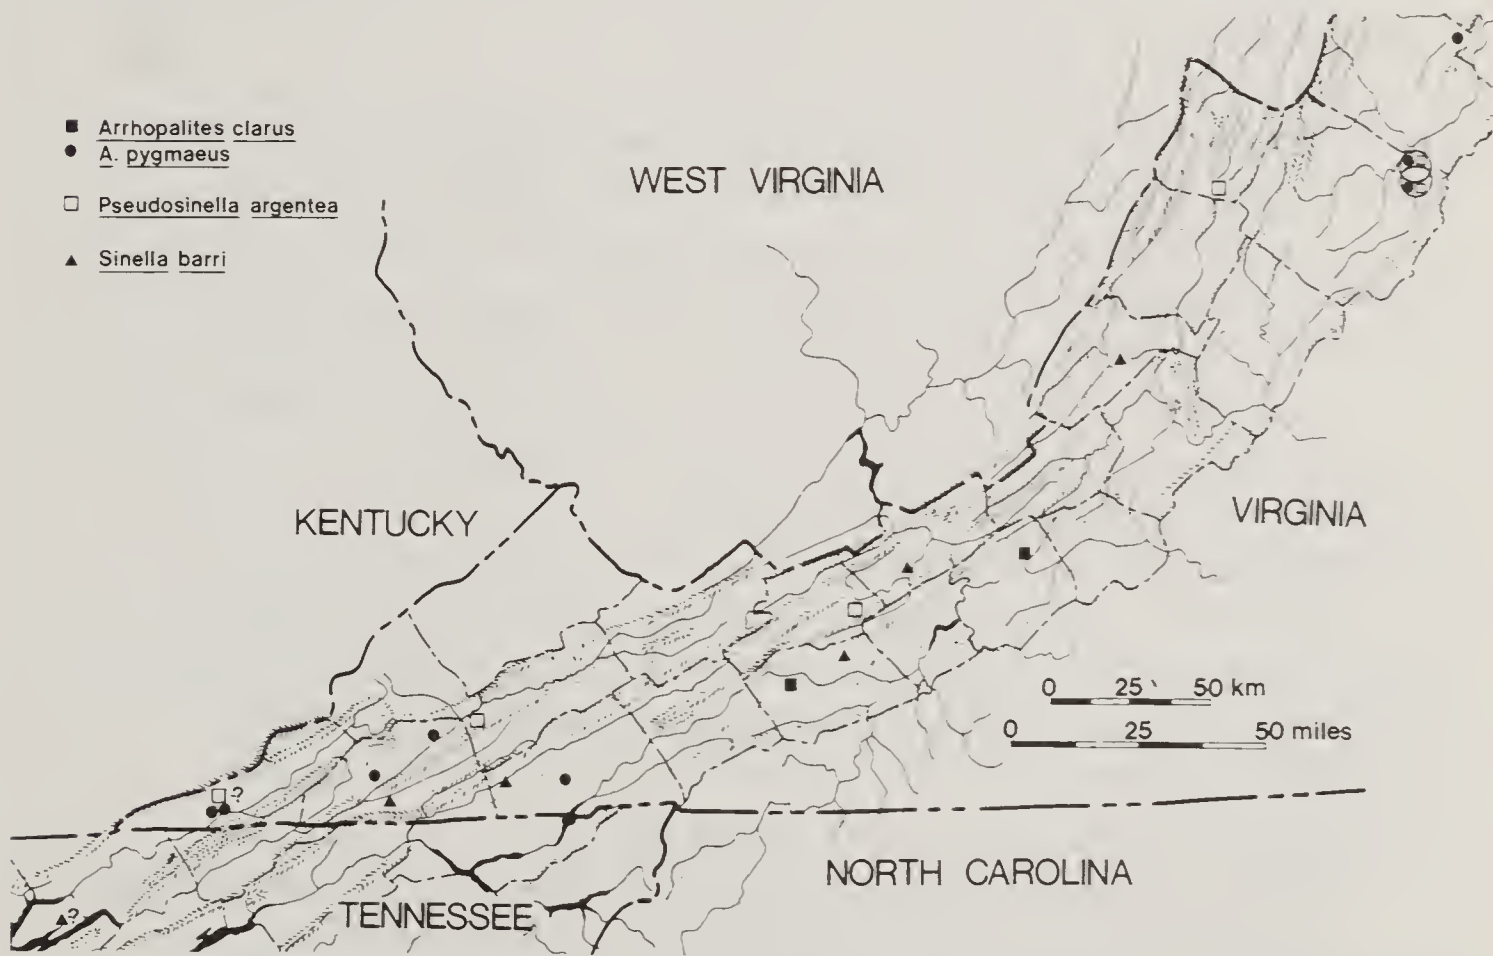 Arrhopalites clarus
A. pygmaeus
Pseudosinella argentea
Sinella barri
WEST VIRGINIA
KENTUCKY
VIRGINIA
0 25 50 km
0 25 50 miles
?
?
NORTH CAROLINA
TENNESSEE